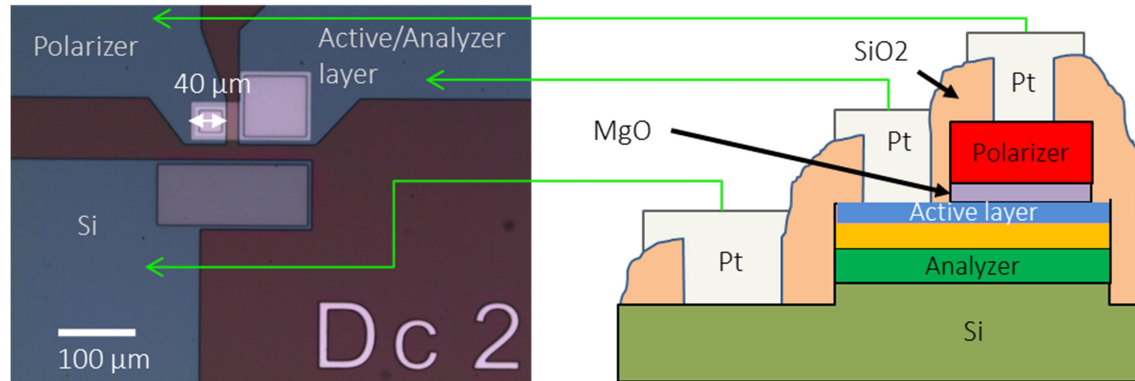 Polarizer
Active/Analyzer
layer
40 µm
Si
100 µm
Dc 2
SiO2
Pt
MgO
Pt
Polarizer
Active layer
Pt
Analyzer
Si